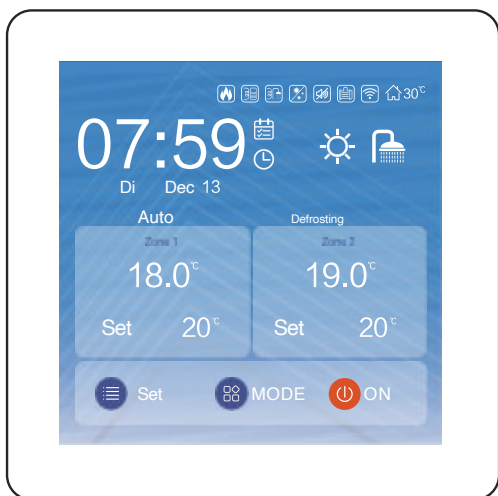 30℃
07:59
Di Dec 13
Auto Defrosting
Zone 1 Zone 2
18.0℃ 19.0℃
Set 20℃ Set 20℃
Set MODE ON